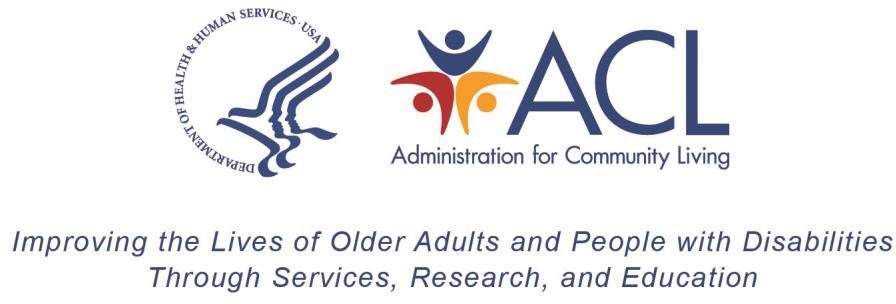 DEPARTMENT OF HEALTH & HUMAN SERVICES · USA
ACL
Administration for Community Living
Improving the Lives of Older Adults and People with Disabilities
Through Services, Research, and Education